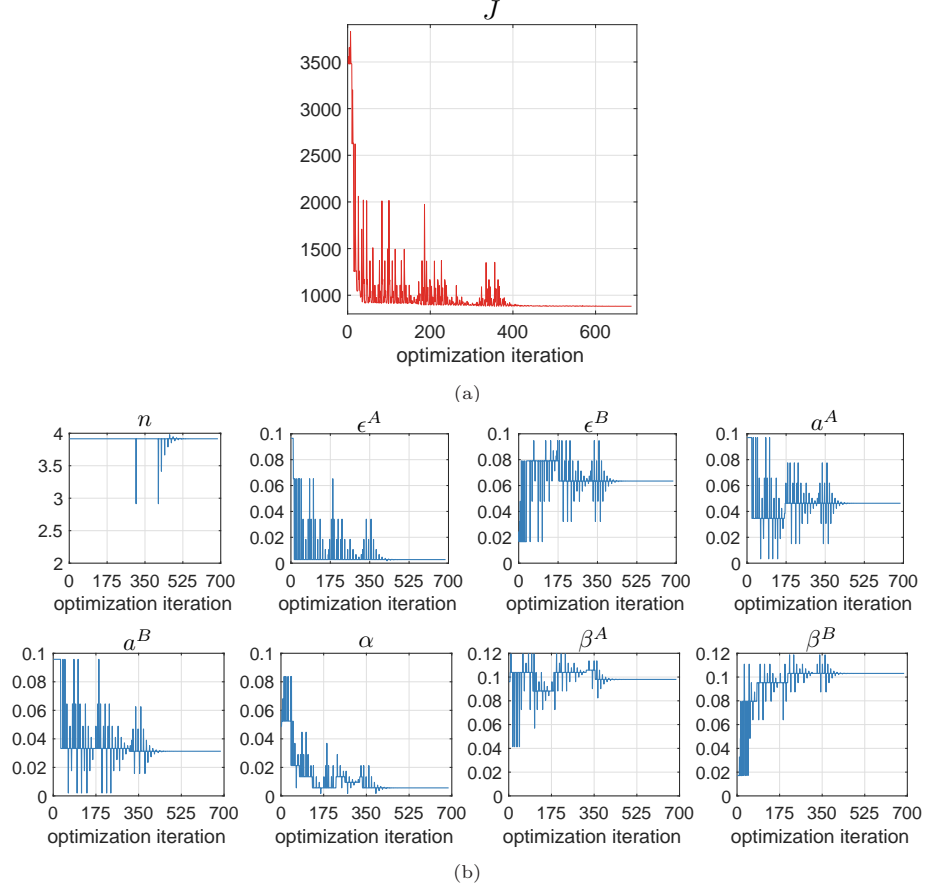 J
3500
3000
2500
2000
1500
1000
0 200 400 600
optimization iteration
(a)
n ϵ^A ϵ^B a^A
4 0.1 0.1 0.1
3.5 0.08 0.08 0.08
3 0.06 0.06 0.06
0.04 0.04 0.04
2.5 0.02 0.02 0.02
2 0 0 0
0 175 350 525 700 0 175 350 525 700 0 175 350 525 700 0 175 350 525 700
optimization iteration optimization iteration optimization iteration optimization iteration
a^B α β^A β^B
0.1 0.1 0.12 0.12
0.08 0.08 0.1 0.1
0.08 0.08
0.06 0.06 0.06 0.06
0.04 0.04 0.04 0.04
0.02 0.02 0.02 0.02
0 0 0 0
0 175 350 525 700 0 175 350 525 700 0 175 350 525 700 0 175 350 525 700
optimization iteration optimization iteration optimization iteration optimization iteration
(b)